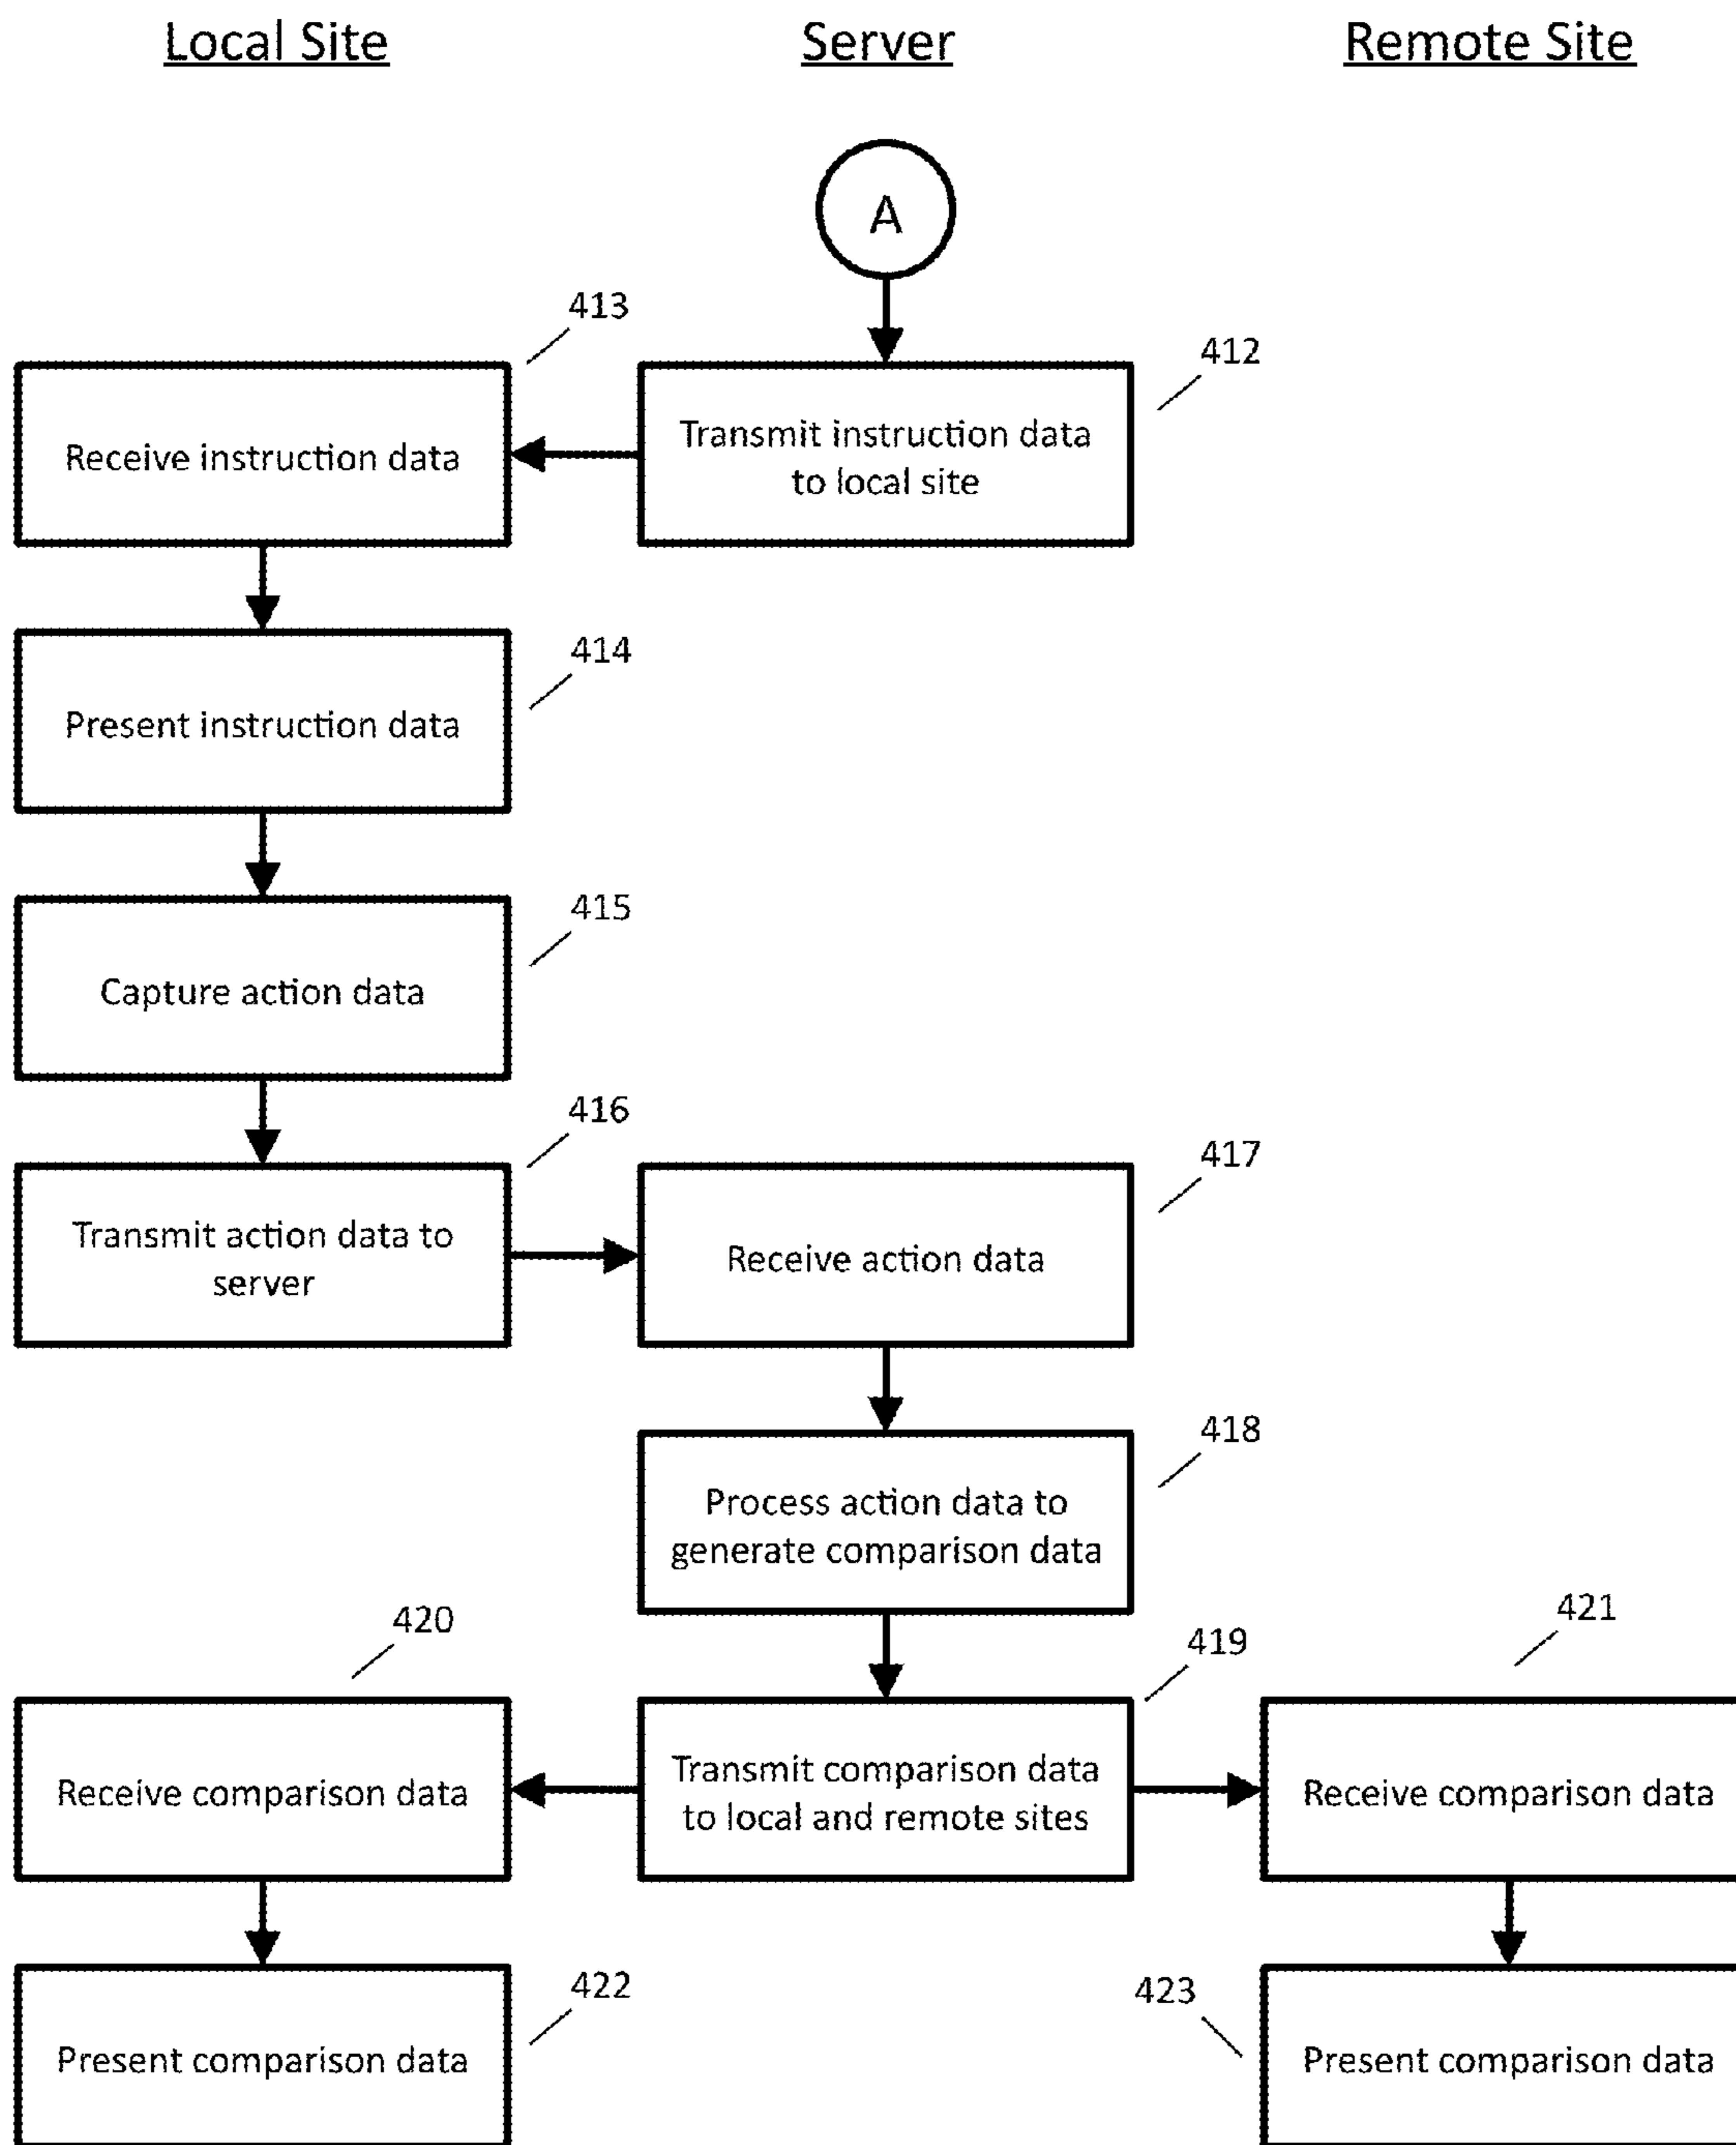 Local Site
Server
Remote Site
A
413
412
Receive instruction data
Transmit instruction data
to local site
414
Present instruction data
415
Capture action data
416
417
Transmit action data to
server
Receive action data
418
Process action data to
generate comparison data
420
419
421
Receive comparison data
Transmit comparison data
to local and remote sites
Receive comparison data
422
423
Present comparison data
Present comparison data